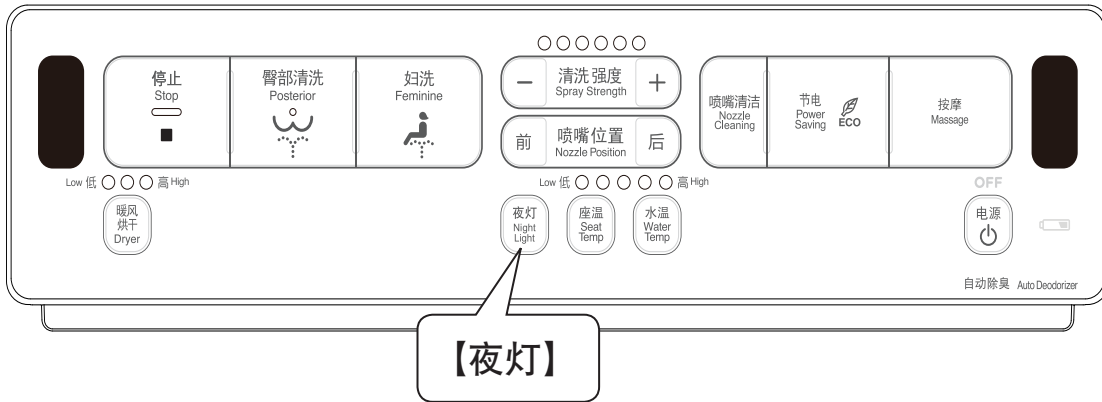 停止
Stop
臀部清洗
Posterior
妇洗
Feminine
− 清洗强度 +
Spray Strength
前 喷嘴位置 后
Nozzle Position
喷嘴清洁
Nozzle
Cleaning
节电
Power
Saving
ECO
按摩
Massage
Low 低 高 High
暖风
烘干
Dryer
Low 低 高 High
夜灯
Night
Light
座温
Seat
Temp
水温
Water
Temp
OFF
电源
自动除臭 Auto Deodorizer
【夜灯】